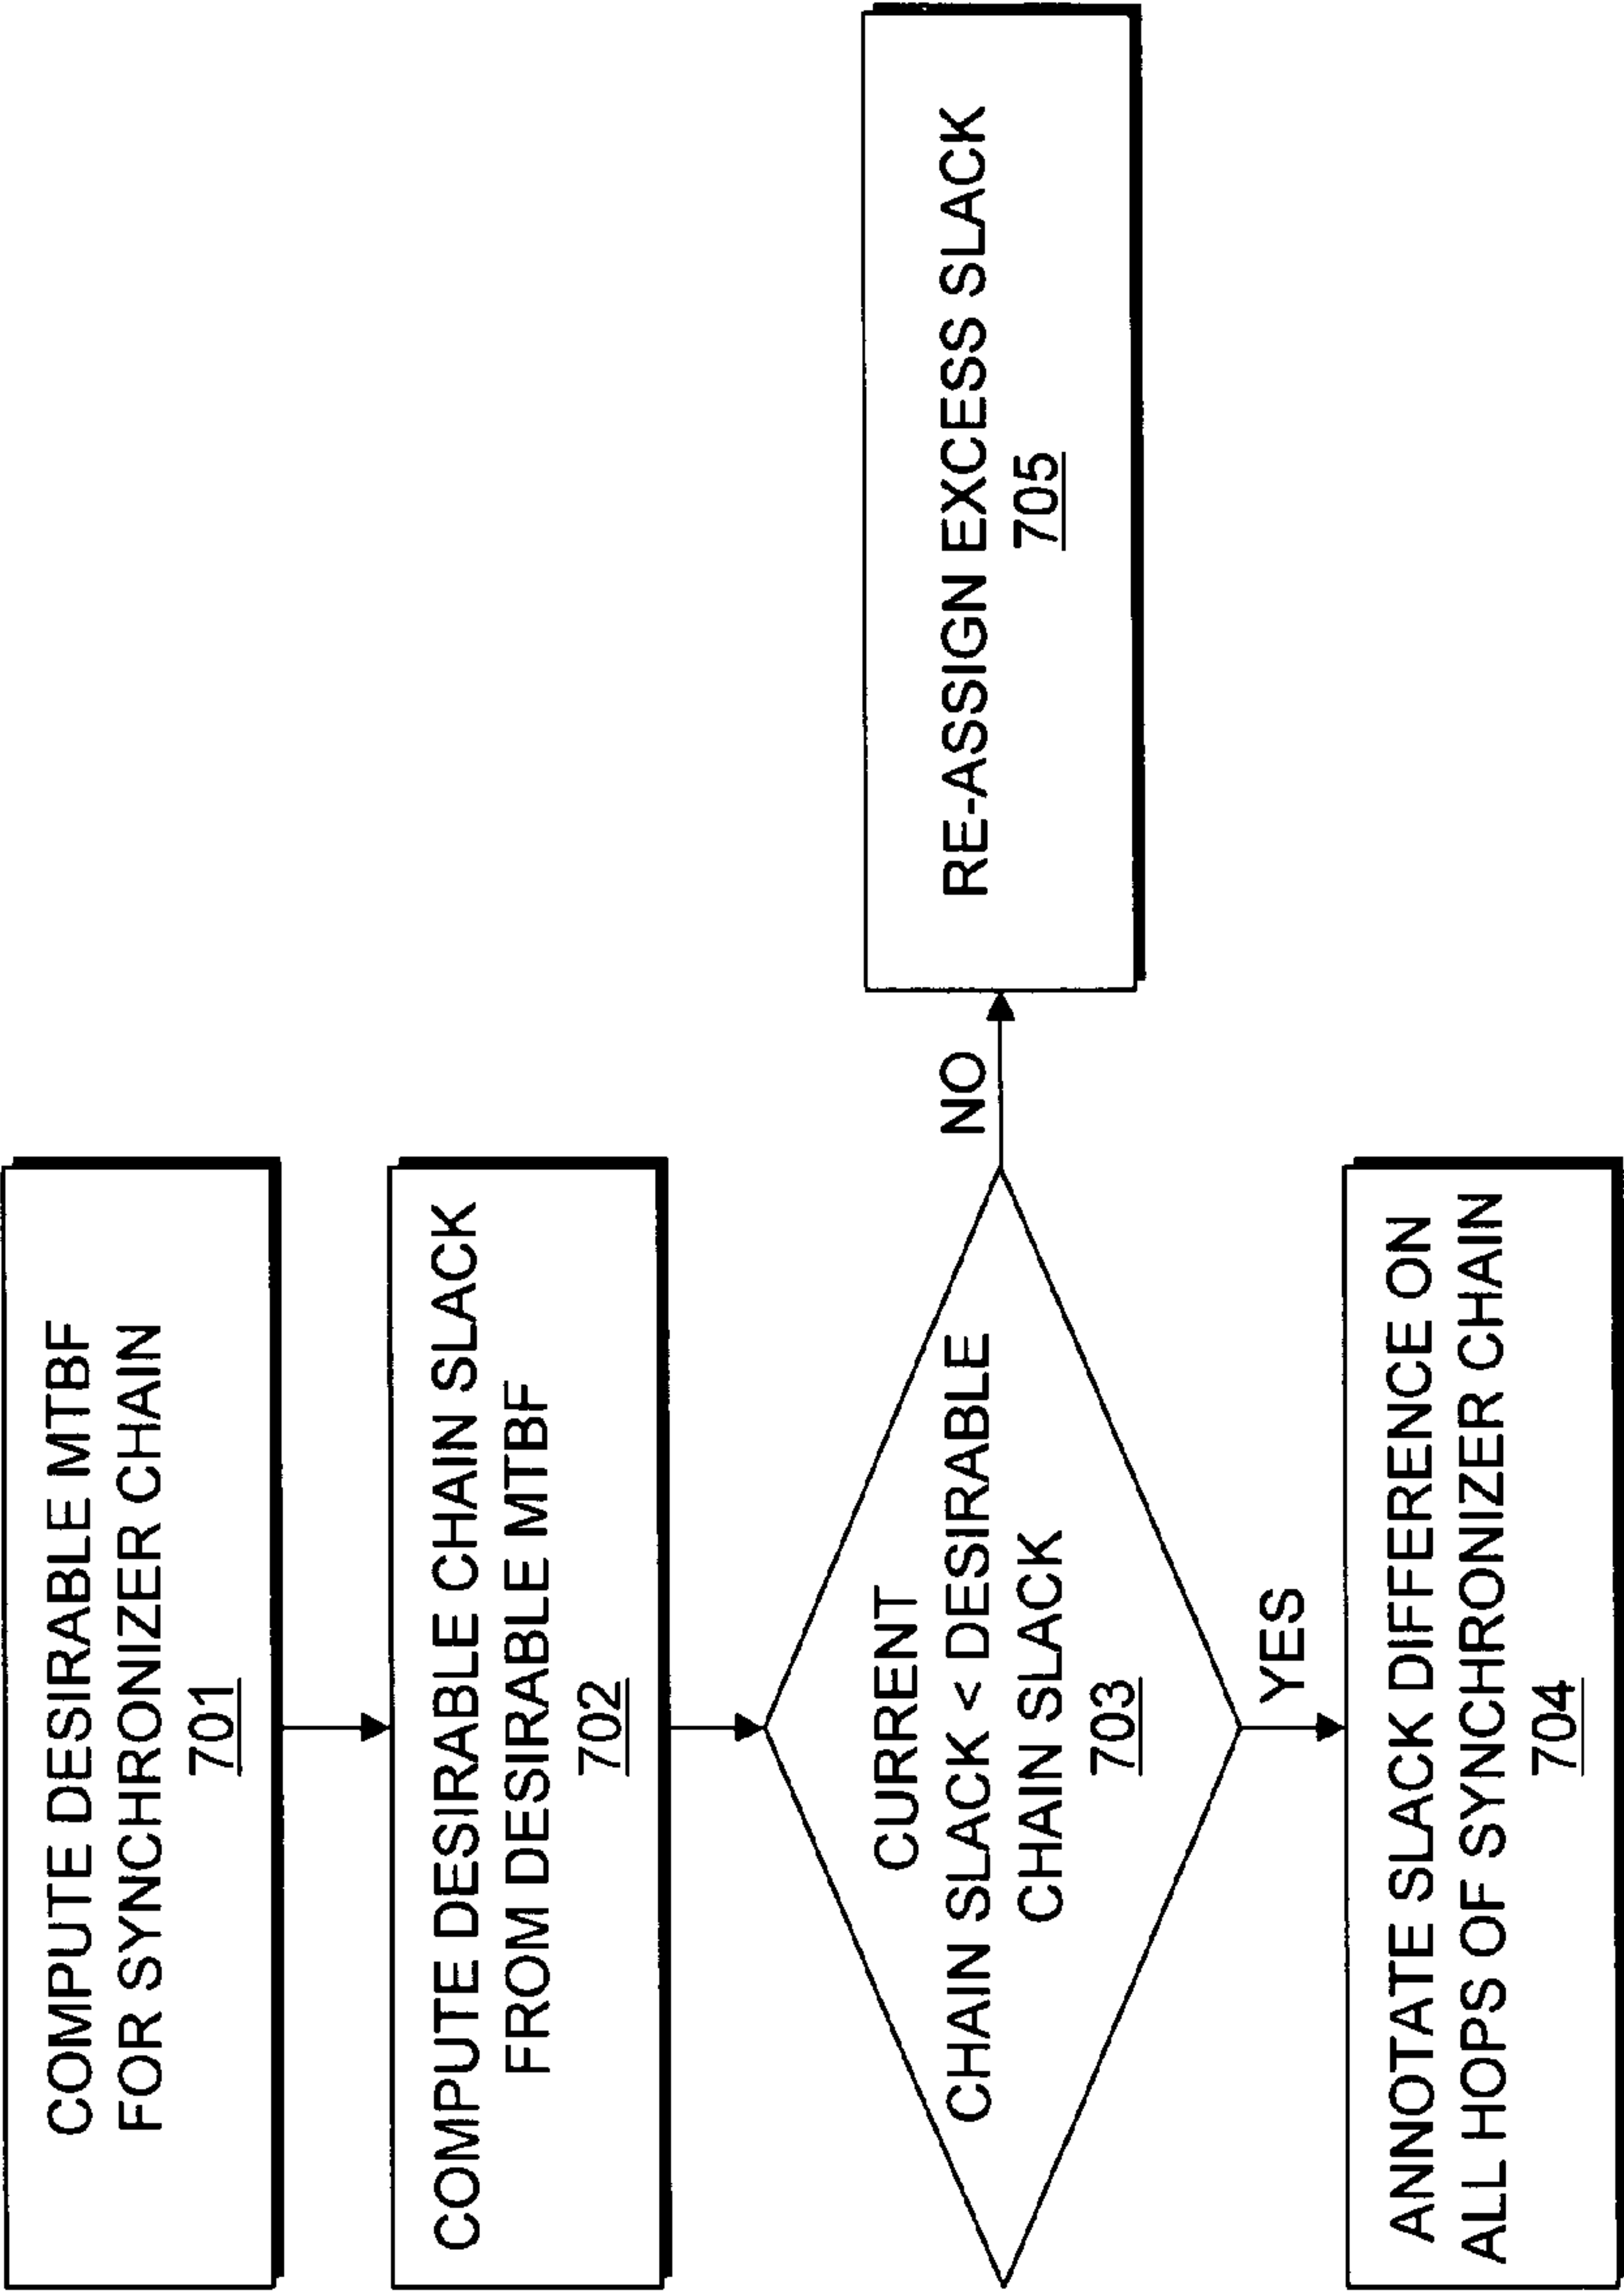 COMPUTE DESIRABLE MTBF
FOR SYNCHRONIZER CHAIN
701
COMPUTE DESIRABLE CHAIN SLACK
FROM DESIRABLE MTBF
702
CURRENT
CHAIN SLACK < DESIRABLE
CHAIN SLACK
703
NO
RE-ASSIGN EXCESS SLACK
705
YES
ANNOTATE SLACK DIFFERENCE ON
ALL HOPS OF SYNCHRONIZER CHAIN
704